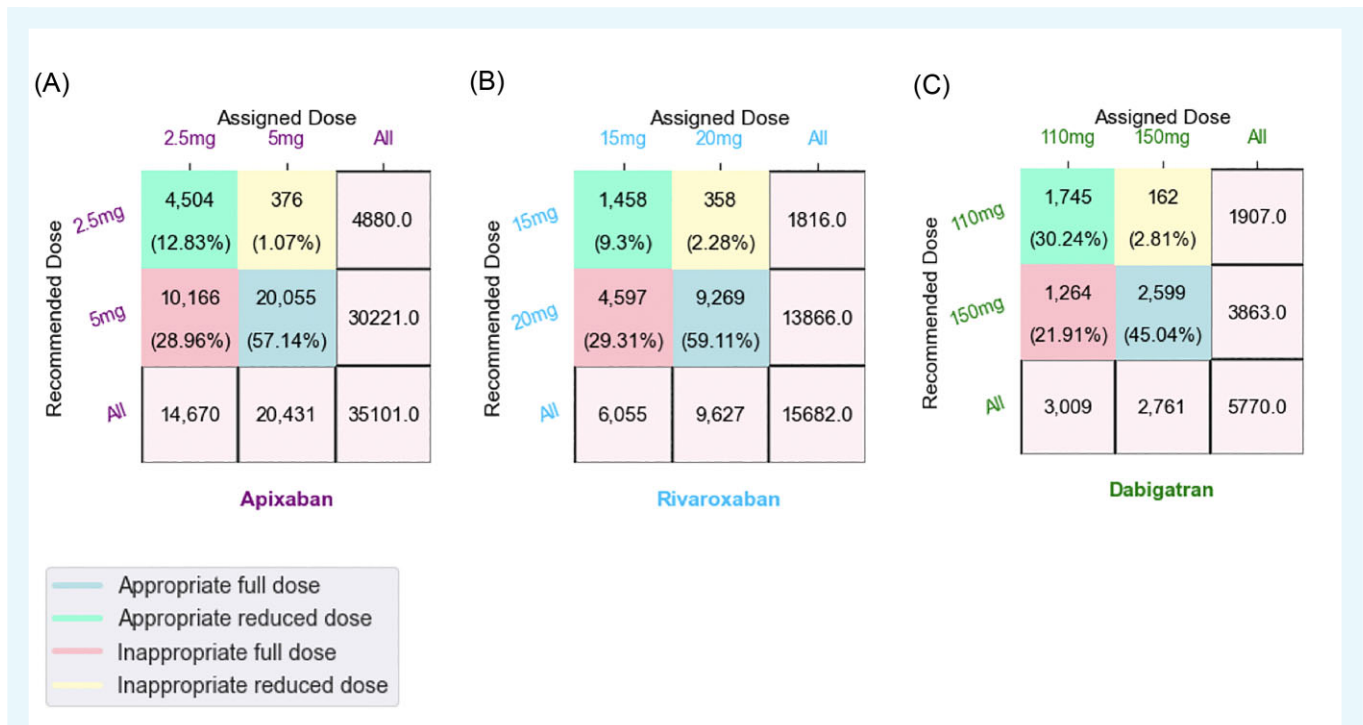 (A)
Assigned Dose
2.5mg 5mg All
Recommended Dose
2.5mg
4,504 376 4880.0
(12.83%) (1.07%)
5mg
10,166 20,055 30221.0
(28.96%) (57.14%)
All
14,670 20,431 35101.0
Apixaban
(B)
Assigned Dose
15mg 20mg All
Recommended Dose
15mg
1,458 358 1816.0
(9.3%) (2.28%)
20mg
4,597 9,269 13866.0
(29.31%) (59.11%)
All
6,055 9,627 15682.0
Rivaroxaban
(C)
Assigned Dose
110mg 150mg All
Recommended Dose
110mg
1,745 162 1907.0
(30.24%) (2.81%)
150mg
1,264 2,599 3863.0
(21.91%) (45.04%)
All
3,009 2,761 5770.0
Dabigatran
Appropriate full dose
Appropriate reduced dose
Inappropriate full dose
Inappropriate reduced dose